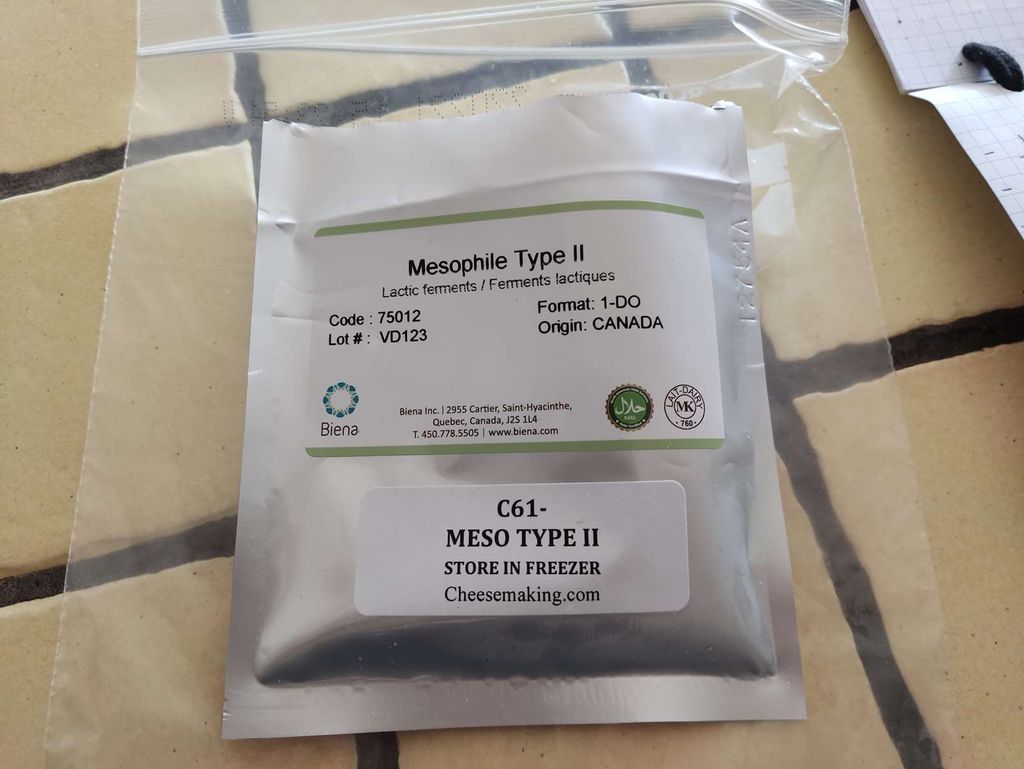 Mesophile Type II
Lactic ferments / Ferments lactiques
Code : 75012
Lot # : VD123
Format: 1-DO
Origin: CANADA
Biena
Biena Inc. | 2955 Cartier, Saint-Hyacinthe,
Quebec, Canada, J2S 1L4
T. 450.778.5505 | www.biena.com
حلال
LAIT-DAIRY
MK
· 760 ·
C61-
MESO TYPE II
STORE IN FREEZER
Cheesemaking.com